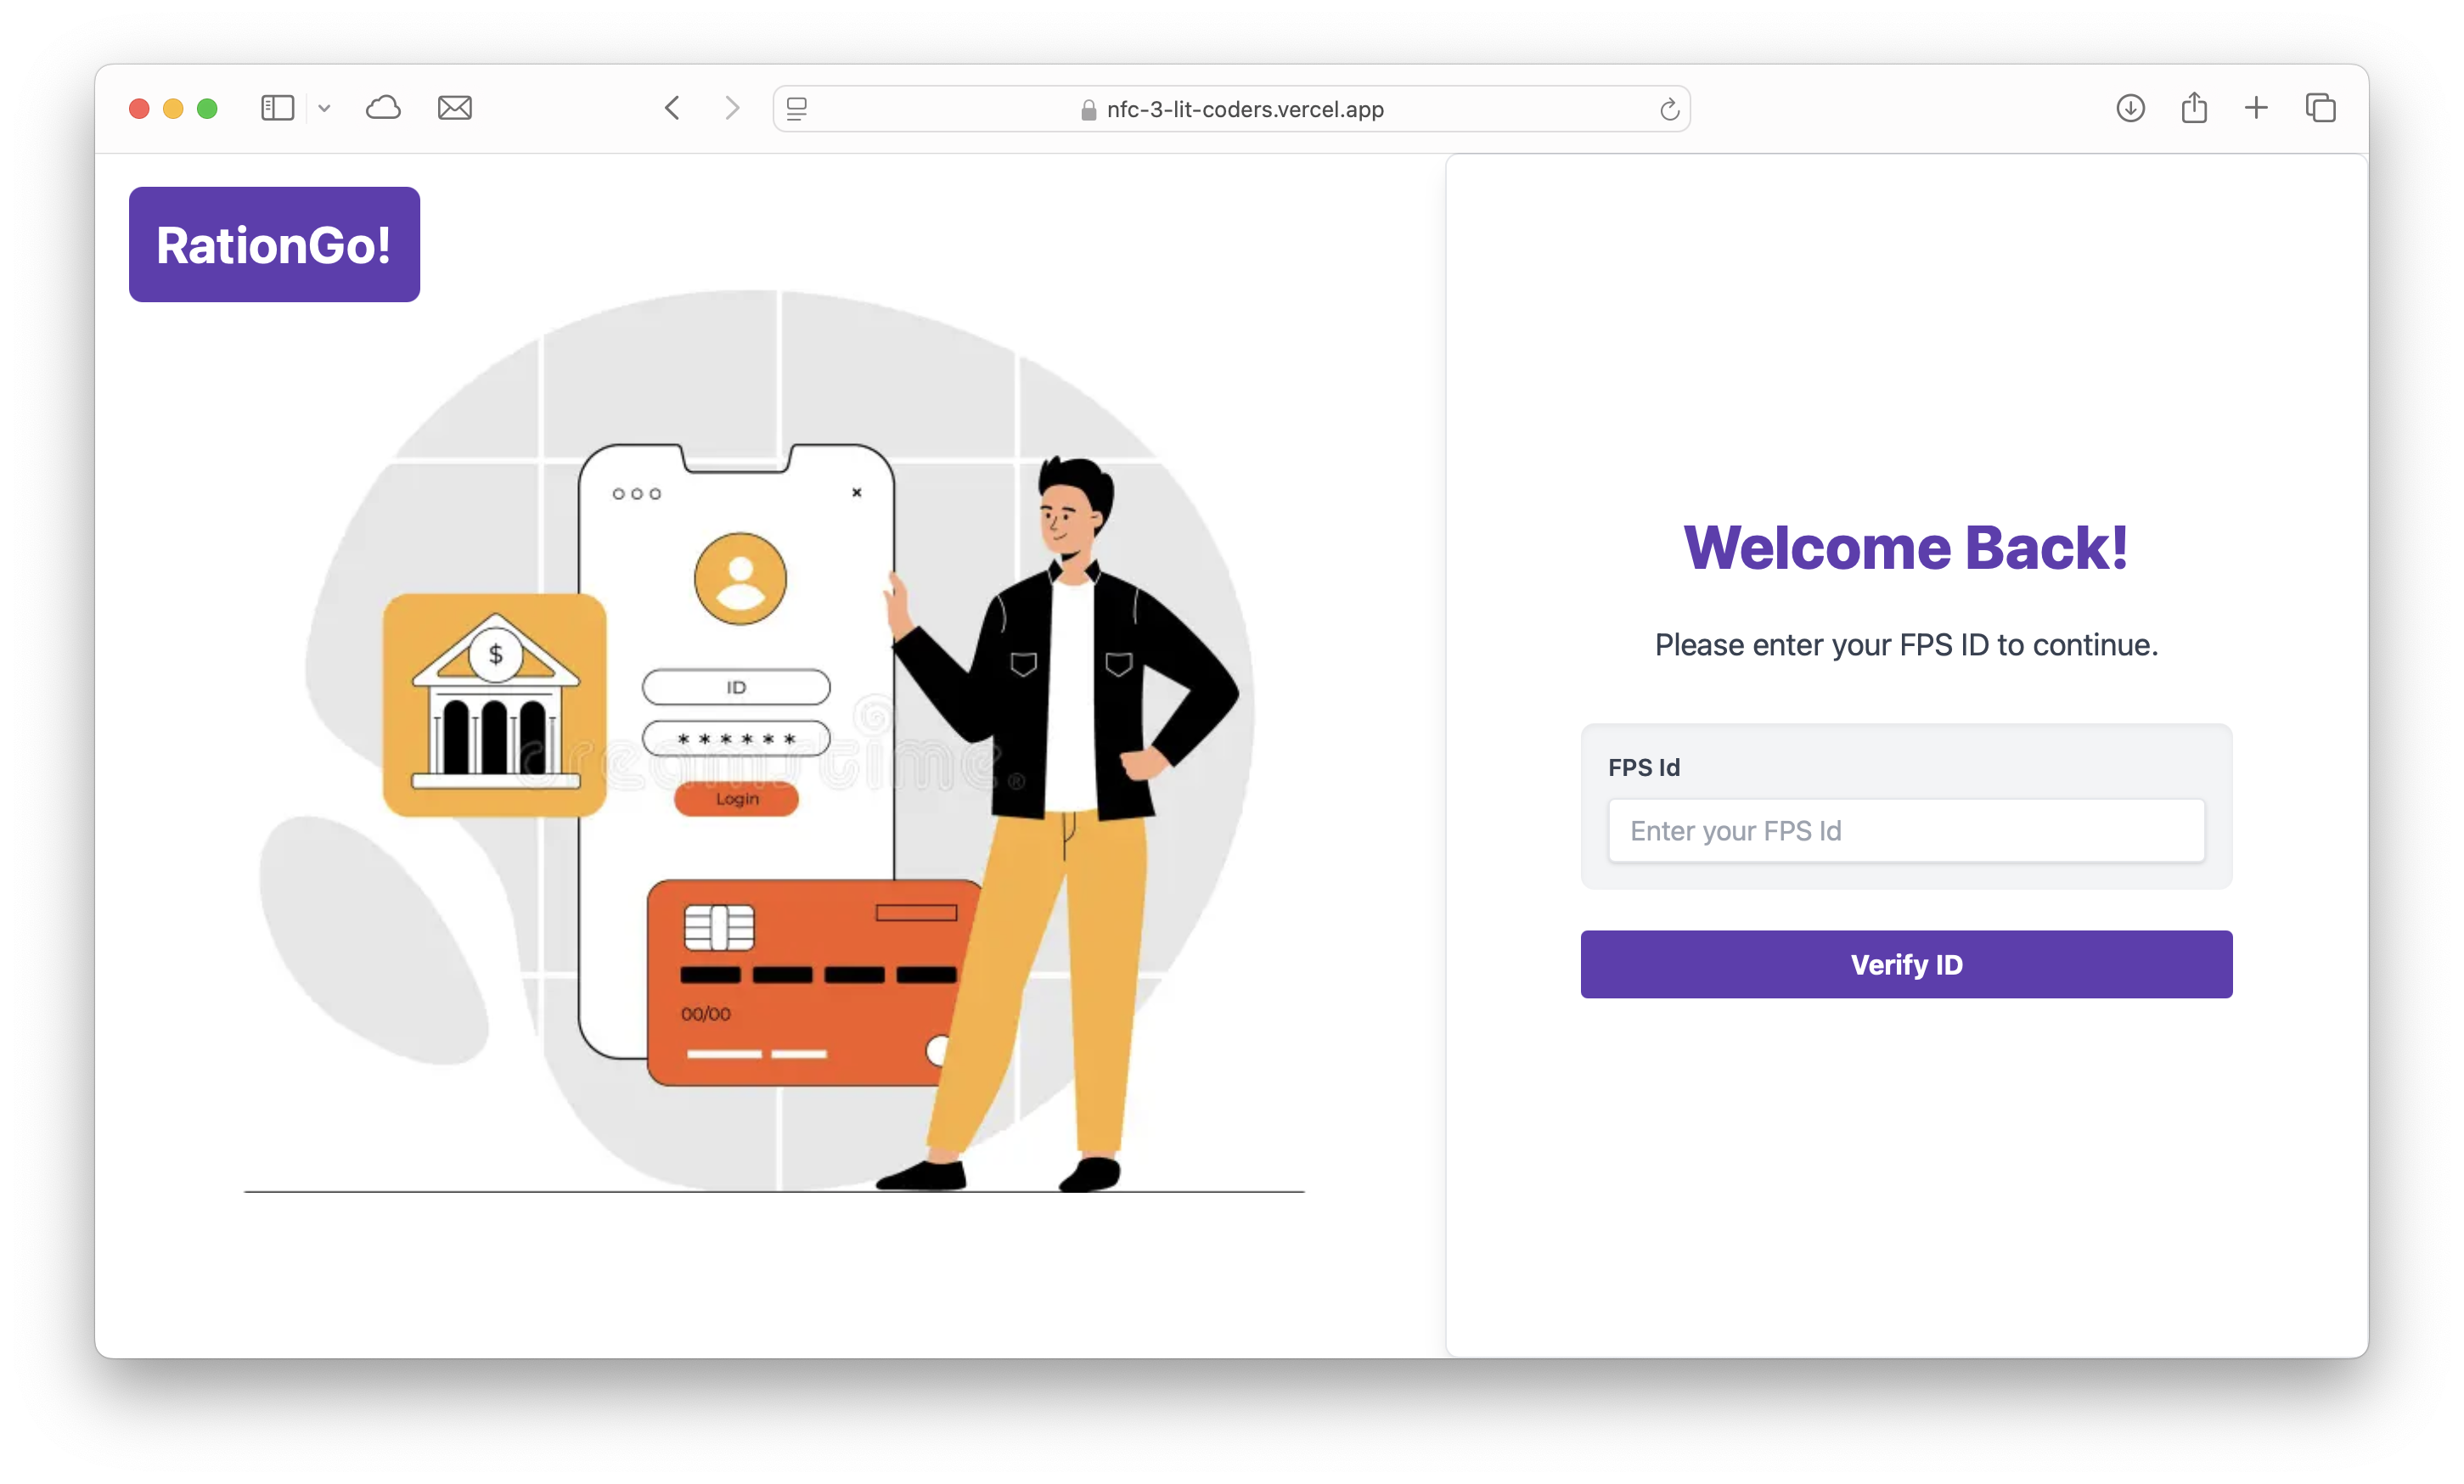 nfc-3-lit-coders.vercel.app
RationGo!
$
ID
******
Login
dreamstime®
00/00
Welcome Back!
Please enter your FPS ID to continue.
FPS Id
Enter your FPS Id
Verify ID